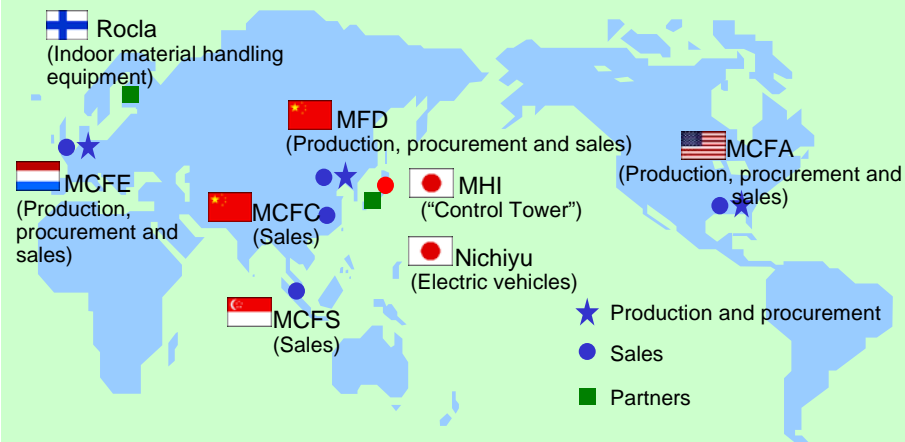 Rocla
(Indoor material handling
equipment)
MFD
(Production, procurement and sales)
MCFA
(Production, procurement and
sales)
MCFE
(Production,
procurement and
sales)
MCFC
(Sales)
MHI
(“Control Tower”)
Nichiyu
(Electric vehicles)
MCFS
(Sales)
Production and procurement
Sales
Partners